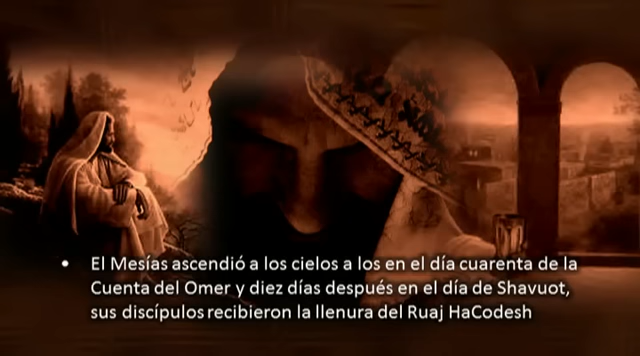 • El Mesías ascendió a los cielos a los en el día cuarenta de la
Cuenta del Omer y diez días después en el día de Shavuot,
sus discípulos recibieron la llenura del Ruaj HaCodesh